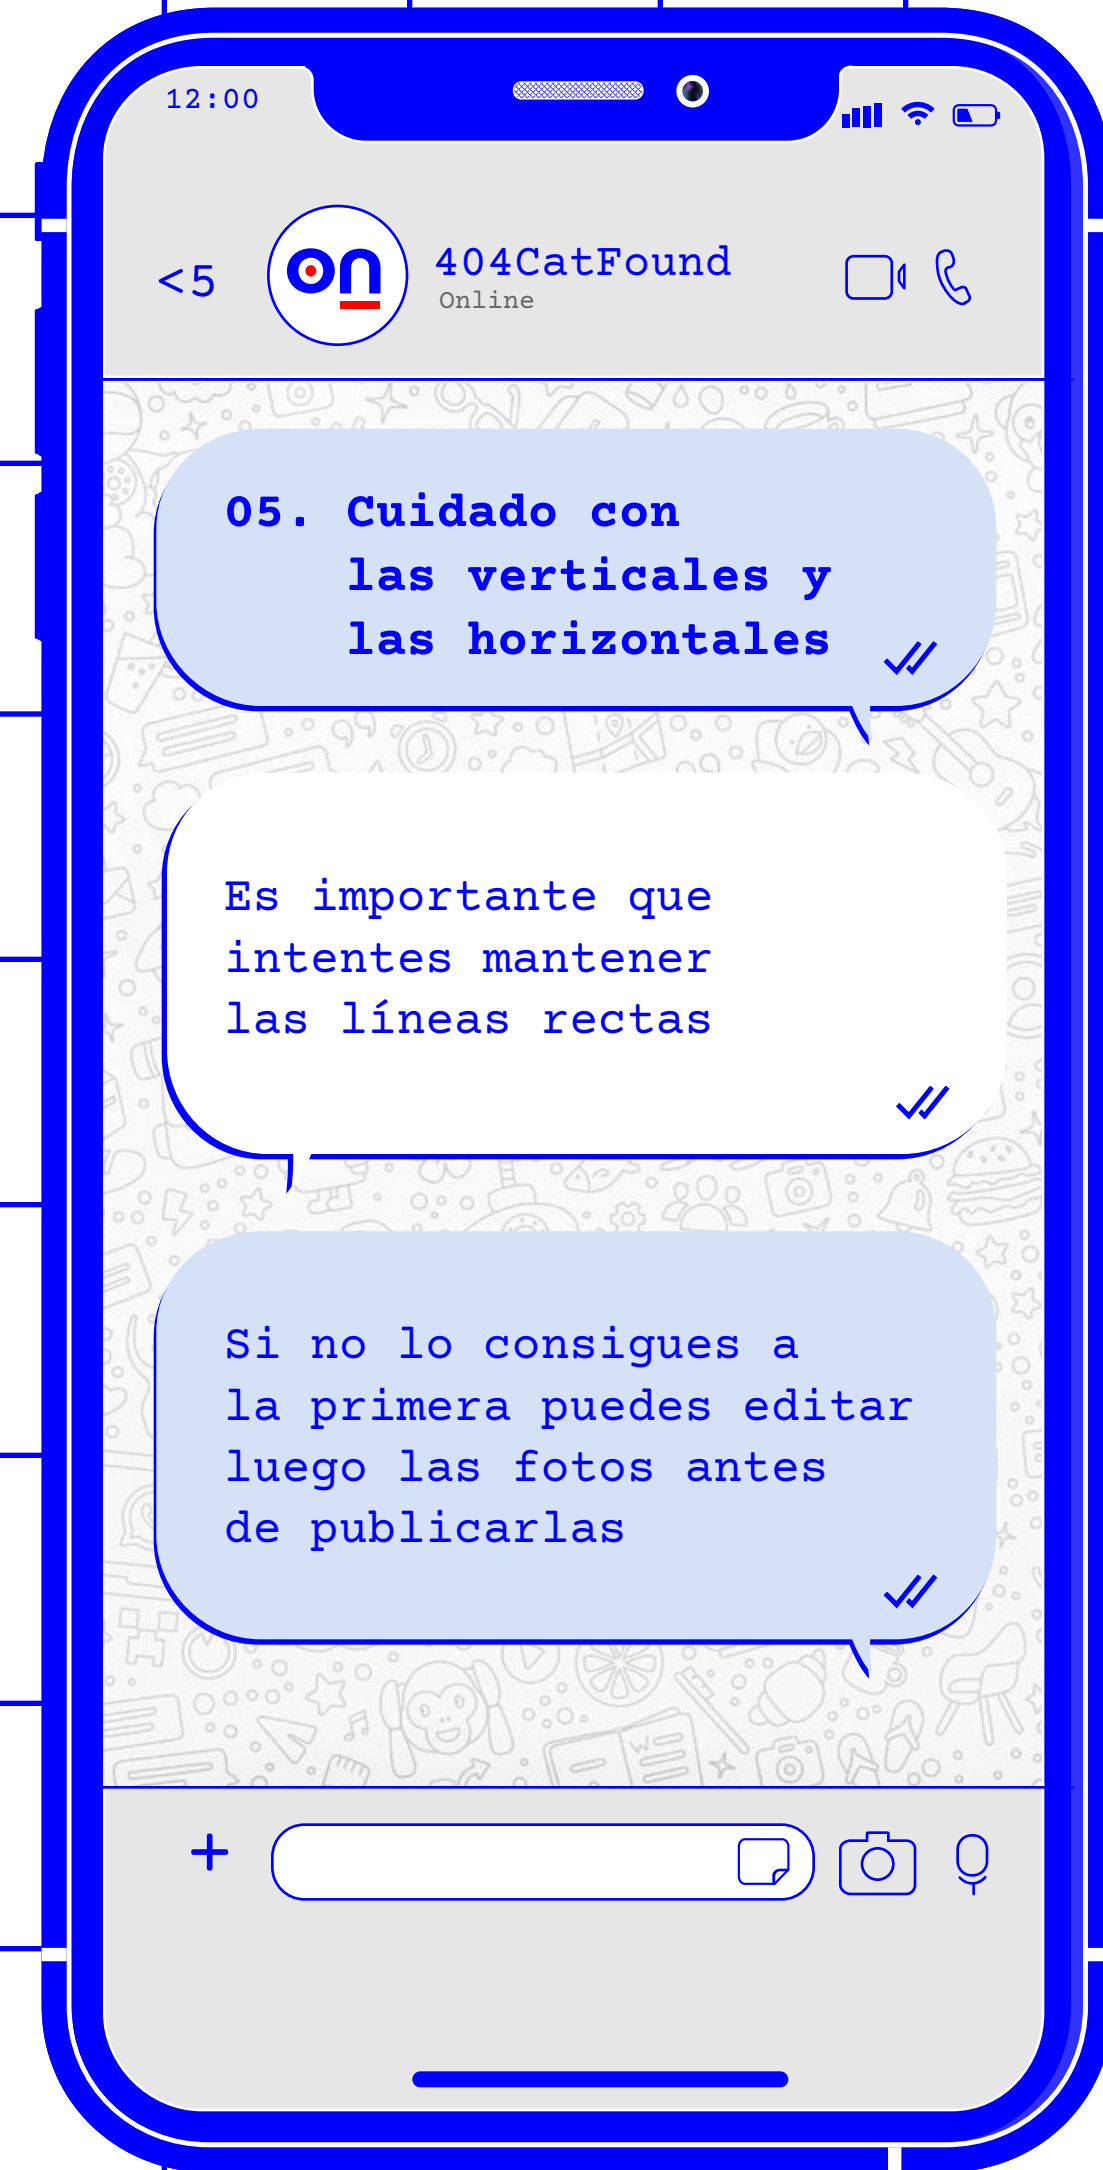 12:00
<5
on
404CatFound
Online
05. Cuidado con
las verticales y
las horizontales
Es importante que
intentes mantener
las líneas rectas
Si no lo consigues a
la primera puedes editar
luego las fotos antes
de publicarlas
W
+